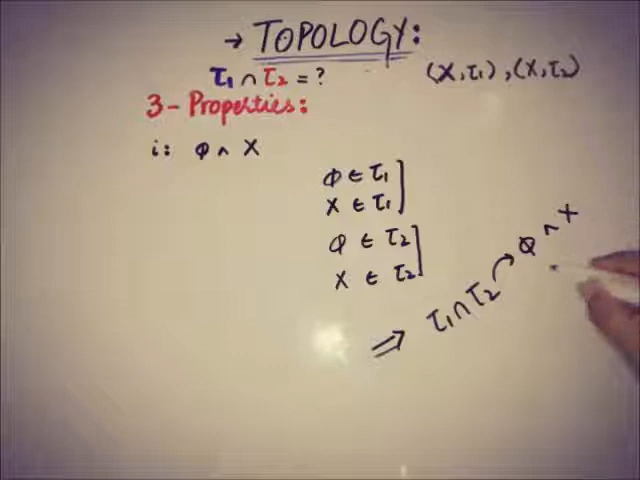 → TOPOLOGY:
τ1 ∩ τ2 = ?
(X, τ1), (X, τ2)
3- Properties:
i: φ ∧ X
φ ∈ τ1
X ∈ τ1
φ ∈ τ2
X ∈ τ2
⇒ τ1 ∩ τ2 → φ ∧ X